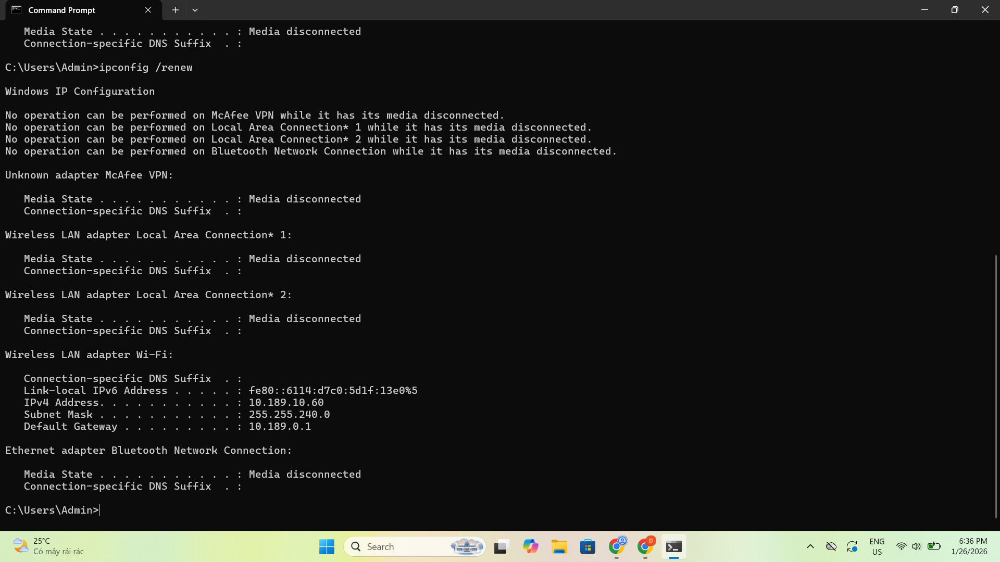 Command Prompt
Media State . . . . . . . . . . . : Media disconnected
Connection-specific DNS Suffix  . :
C:\Users\Admin>ipconfig /renew
Windows IP Configuration
No operation can be performed on McAfee VPN while it has its media disconnected.
No operation can be performed on Local Area Connection* 1 while it has its media disconnected.
No operation can be performed on Local Area Connection* 2 while it has its media disconnected.
No operation can be performed on Bluetooth Network Connection while it has its media disconnected.
Unknown adapter McAfee VPN:
Media State . . . . . . . . . . . : Media disconnected
Connection-specific DNS Suffix  . :
Wireless LAN adapter Local Area Connection* 1:
Media State . . . . . . . . . . . : Media disconnected
Connection-specific DNS Suffix  . :
Wireless LAN adapter Local Area Connection* 2:
Media State . . . . . . . . . . . : Media disconnected
Connection-specific DNS Suffix  . :
Wireless LAN adapter Wi-Fi:
Connection-specific DNS Suffix  . :
Link-local IPv6 Address . . . . . : fe80::6114:d7c0:5d1f:13e0%5
IPv4 Address. . . . . . . . . . . : 10.189.10.60
Subnet Mask . . . . . . . . . . . : 255.255.240.0
Default Gateway . . . . . . . . . : 10.189.0.1
Ethernet adapter Bluetooth Network Connection:
Media State . . . . . . . . . . . : Media disconnected
Connection-specific DNS Suffix  . :
C:\Users\Admin>
25°C
Có mây rải rác
Search
D
ENG
US
6:36 PM
1/26/2026